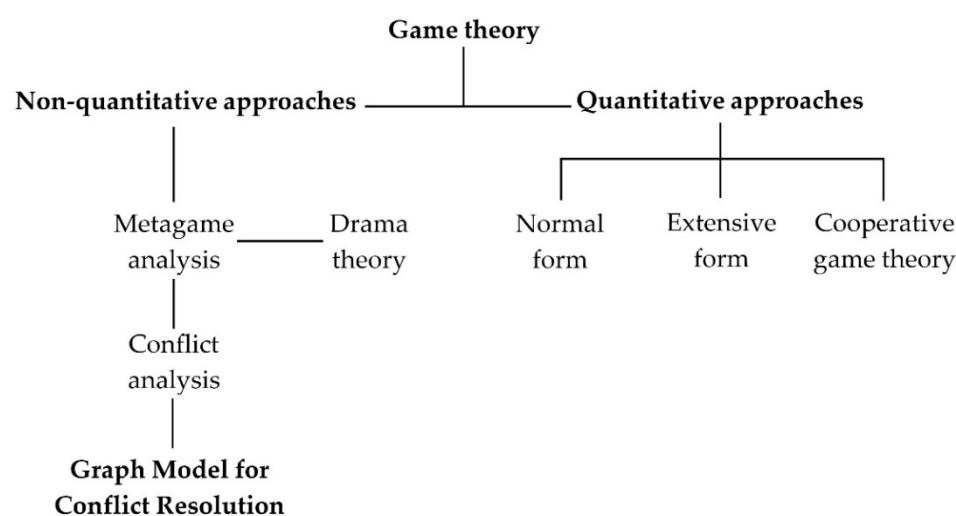 Game theory
Non-quantitative approaches
Quantitative approaches
Metagame
analysis
Drama
theory
Normal
form
Extensive
form
Cooperative
game theory
Conflict
analysis
Graph Model for
Conflict Resolution